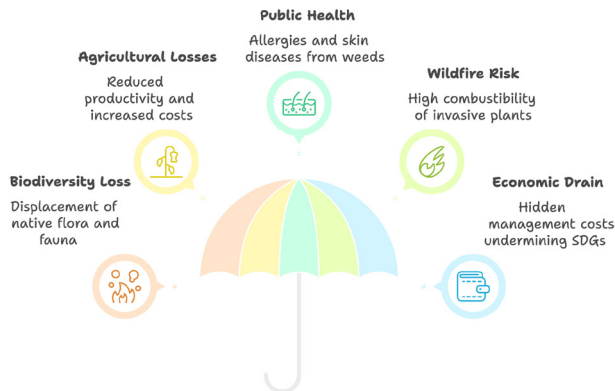 Public Health
Allergies and skin
diseases from weeds
Agricultural Losses
Reduced
productivity and
increased costs
Wildfire Risk
High combustibility
of invasive plants
Biodiversity Loss
Displacement of
native flora and
fauna
Economic Drain
Hidden
management costs
undermining SDGs